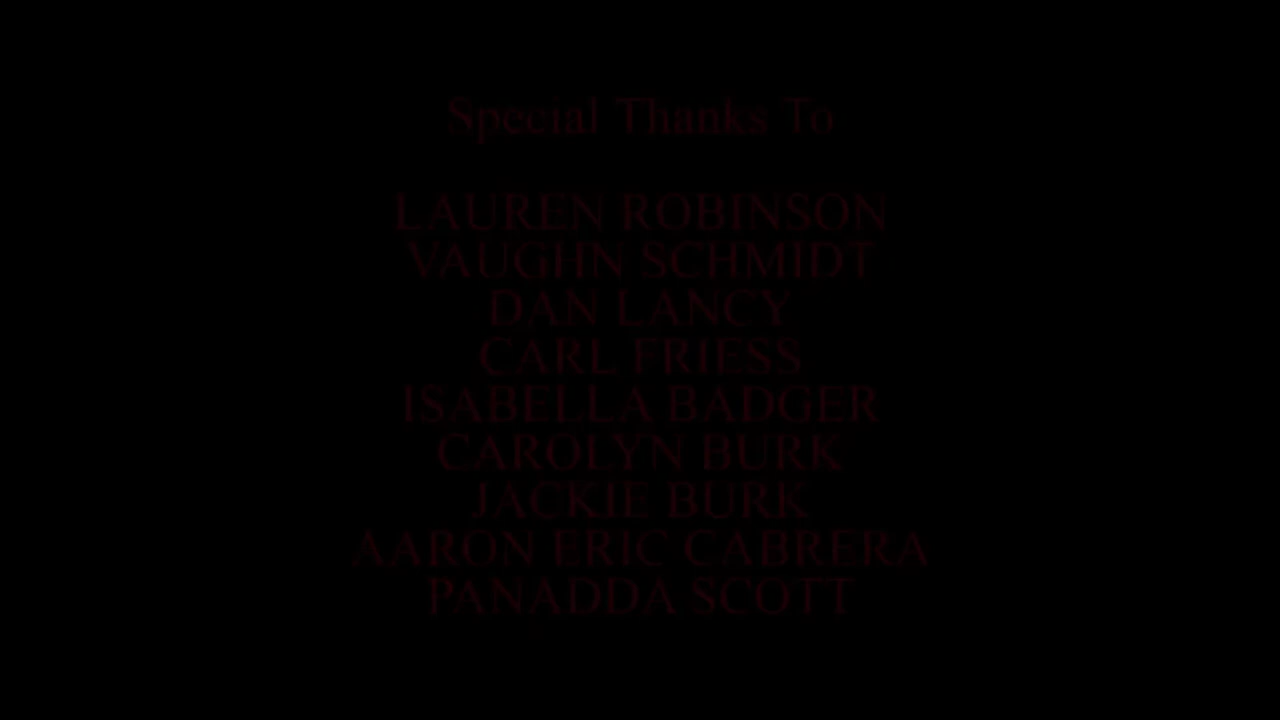 Special Thanks To
LAUREN ROBINSON
VAUGHN SCHMIDT
DAN LANCY
CARL FRIESS
ISABELLA BADGER
CAROLYN BURK
JACKIE BURK
AARON ERIC CABRERA
PANADDA SCOTT